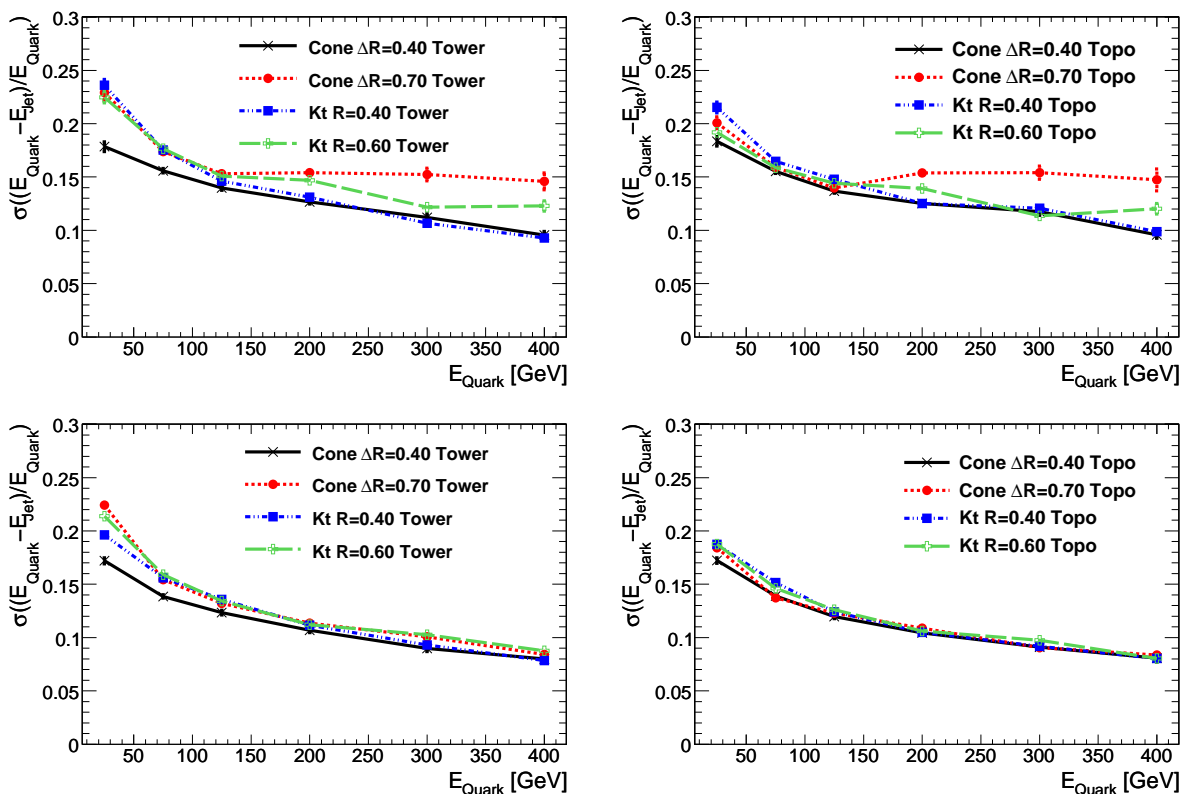 0.3
0.25
0.2
0.15
0.1
0.05
0
σ((E_Quark −E_Jet)/E_Quark)
Cone ΔR=0.40 Tower
Cone ΔR=0.70 Tower
Kt R=0.40 Tower
Kt R=0.60 Tower
50 100 150 200 250 300 350 400
E_Quark [GeV]
0.3
0.25
0.2
0.15
0.1
0.05
0
σ((E_Quark −E_Jet)/E_Quark)
Cone ΔR=0.40 Topo
Cone ΔR=0.70 Topo
Kt R=0.40 Topo
Kt R=0.60 Topo
50 100 150 200 250 300 350 400
E_Quark [GeV]
0.3
0.25
0.2
0.15
0.1
0.05
0
σ((E_Quark −E_Jet)/E_Quark)
Cone ΔR=0.40 Tower
Cone ΔR=0.70 Tower
Kt R=0.40 Tower
Kt R=0.60 Tower
50 100 150 200 250 300 350 400
E_Quark [GeV]
0.3
0.25
0.2
0.15
0.1
0.05
0
σ((E_Quark −E_Jet)/E_Quark)
Cone ΔR=0.40 Topo
Cone ΔR=0.70 Topo
Kt R=0.40 Topo
Kt R=0.60 Topo
50 100 150 200 250 300 350 400
E_Quark [GeV]